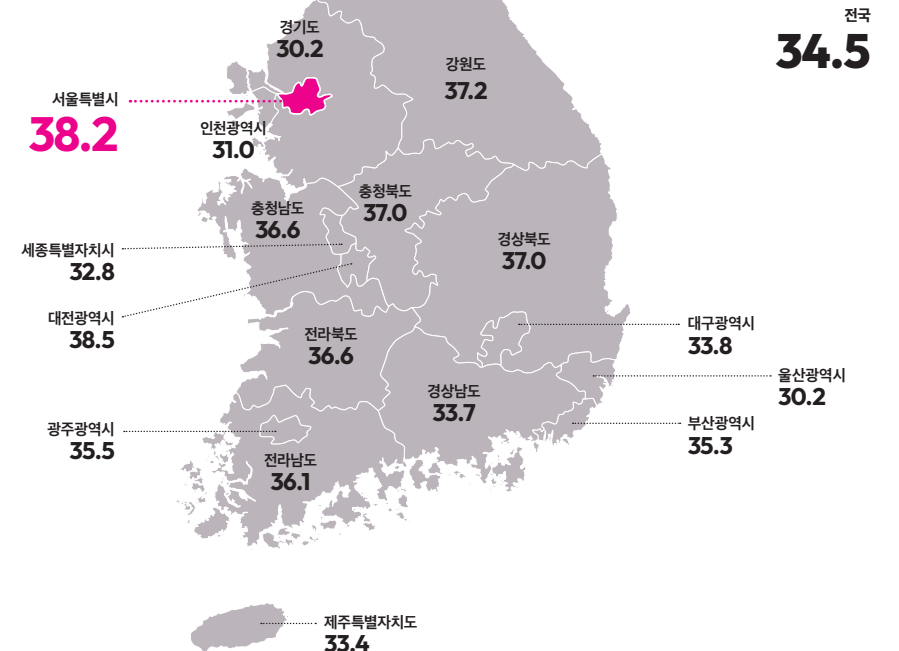 전국
34.5
경기도
30.2
강원도
37.2
서울특별시
38.2
인천광역시
31.0
충청북도
37.0
충청남도
36.6
경상북도
37.0
세종특별자치시
32.8
대전광역시
38.5
전라북도
36.6
대구광역시
33.8
울산광역시
30.2
경상남도
33.7
부산광역시
35.3
광주광역시
35.5
전라남도
36.1
제주특별자치도
33.4